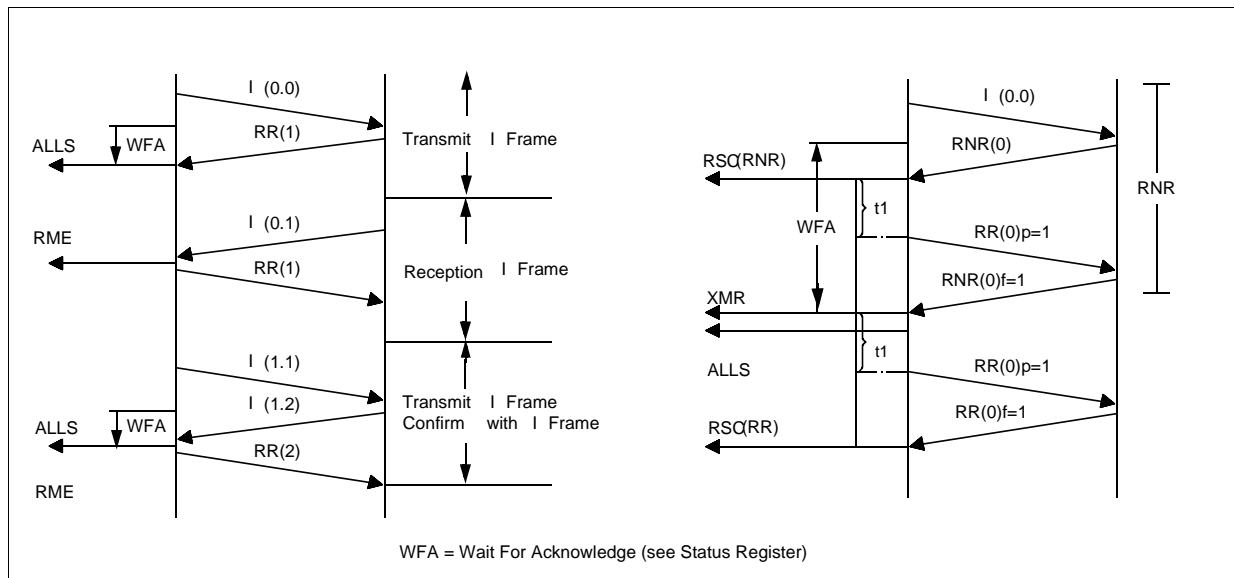 I (0.0)
RR(1)
WFA
ALLS
Transmit I Frame
I (0.1)
RME
RR(1)
Reception I Frame
I (1.1)
I (1.2)
Transmit I Frame
Confirm with I Frame
WFA
ALLS
RR(2)
RME
I (0.0)
RNR(0)
RSC(RNR)
RNR
t1
WFA
RR(0)p=1
RNR(0)f=1
XMR
t1
ALLS
RR(0)p=1
RR(0)f=1
RSC(RR)
WFA = Wait For Acknowledge (see Status Register)